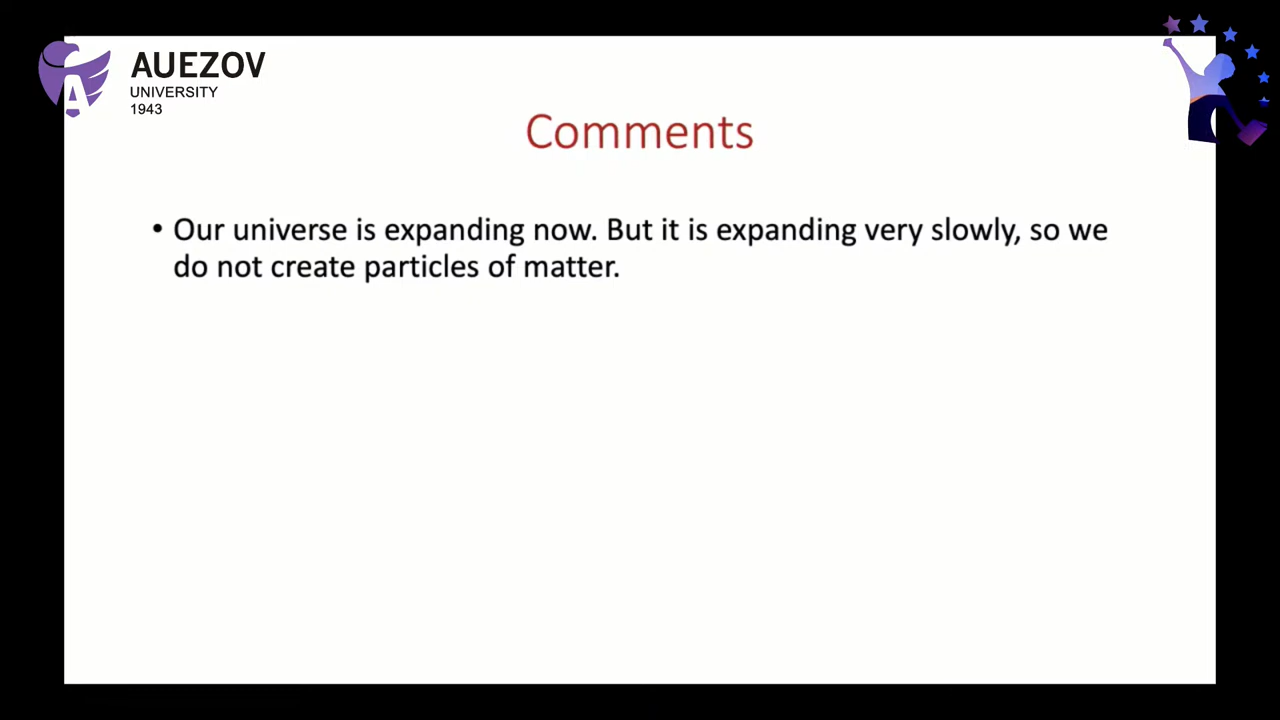 AUEZOV
UNIVERSITY
1943
Comments
• Our universe is expanding now. But it is expanding very slowly, so we
do not create particles of matter.